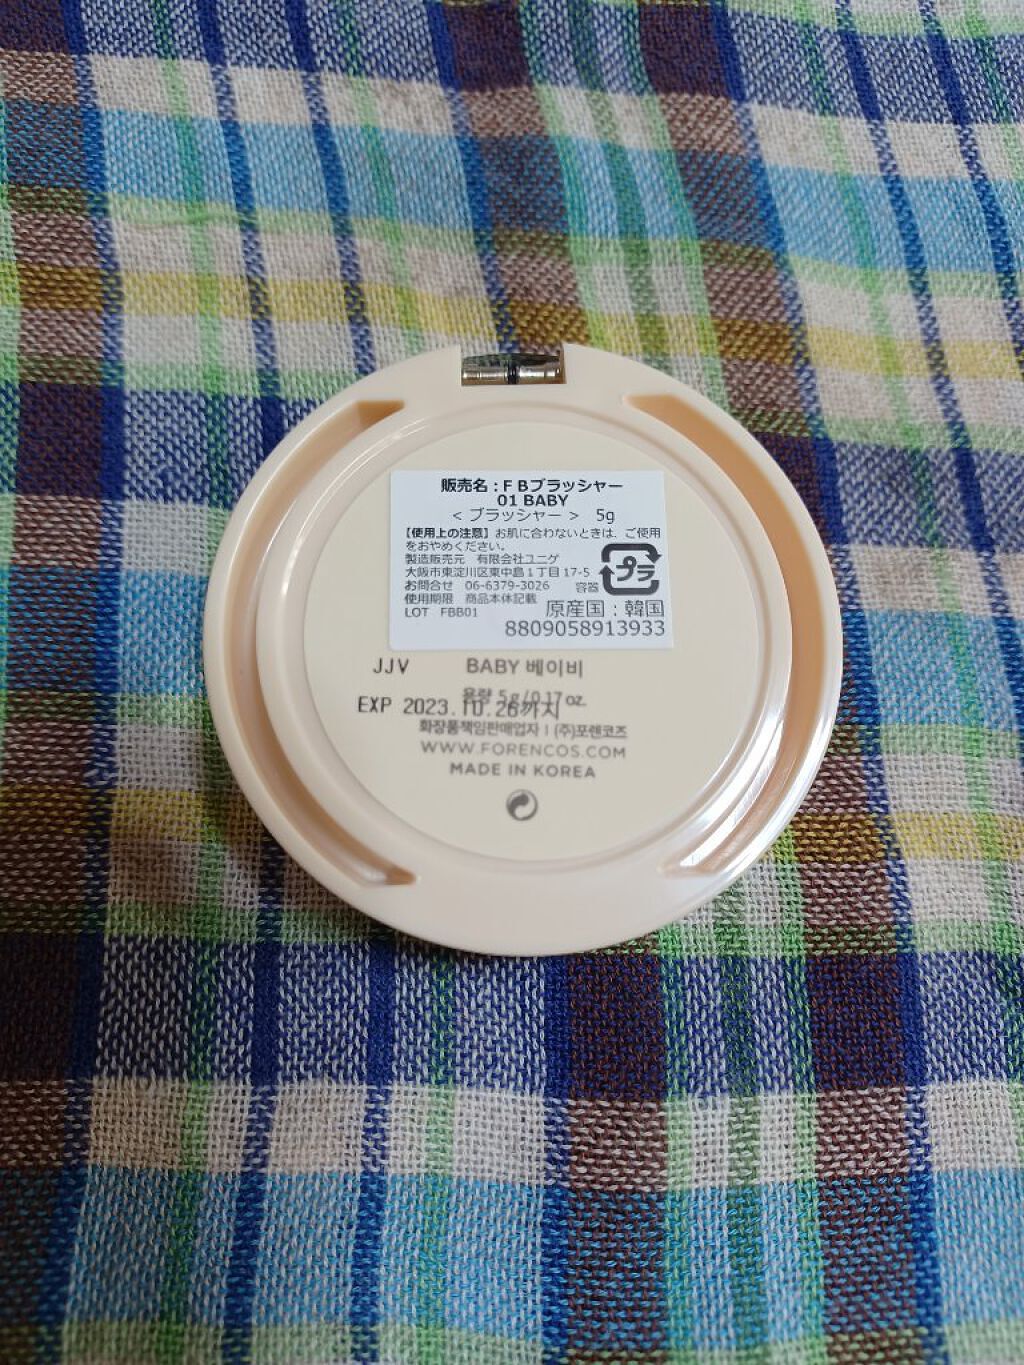 販売名：ＦＢブラッシャー
01 BABY
＜ ブラッシャー ＞ 5g
【使用上の注意】お肌に合わないときは、ご使用
をおやめください。
製造販売元 有限会社ユニゲ
大阪市東淀川区東中島１丁目17-5
お問合せ 06-6379-3026
容器 プラ
使用期限 商品本体記載
LOT FBB01
原産国：韓国
8809058913933
JJV BABY 베이비
용량 5g/0.17 oz.
EXP 2023.10.26까지
화장품책임판매업자 I (주)포렌코즈
WWW.FORENCOS.COM
MADE IN KOREA